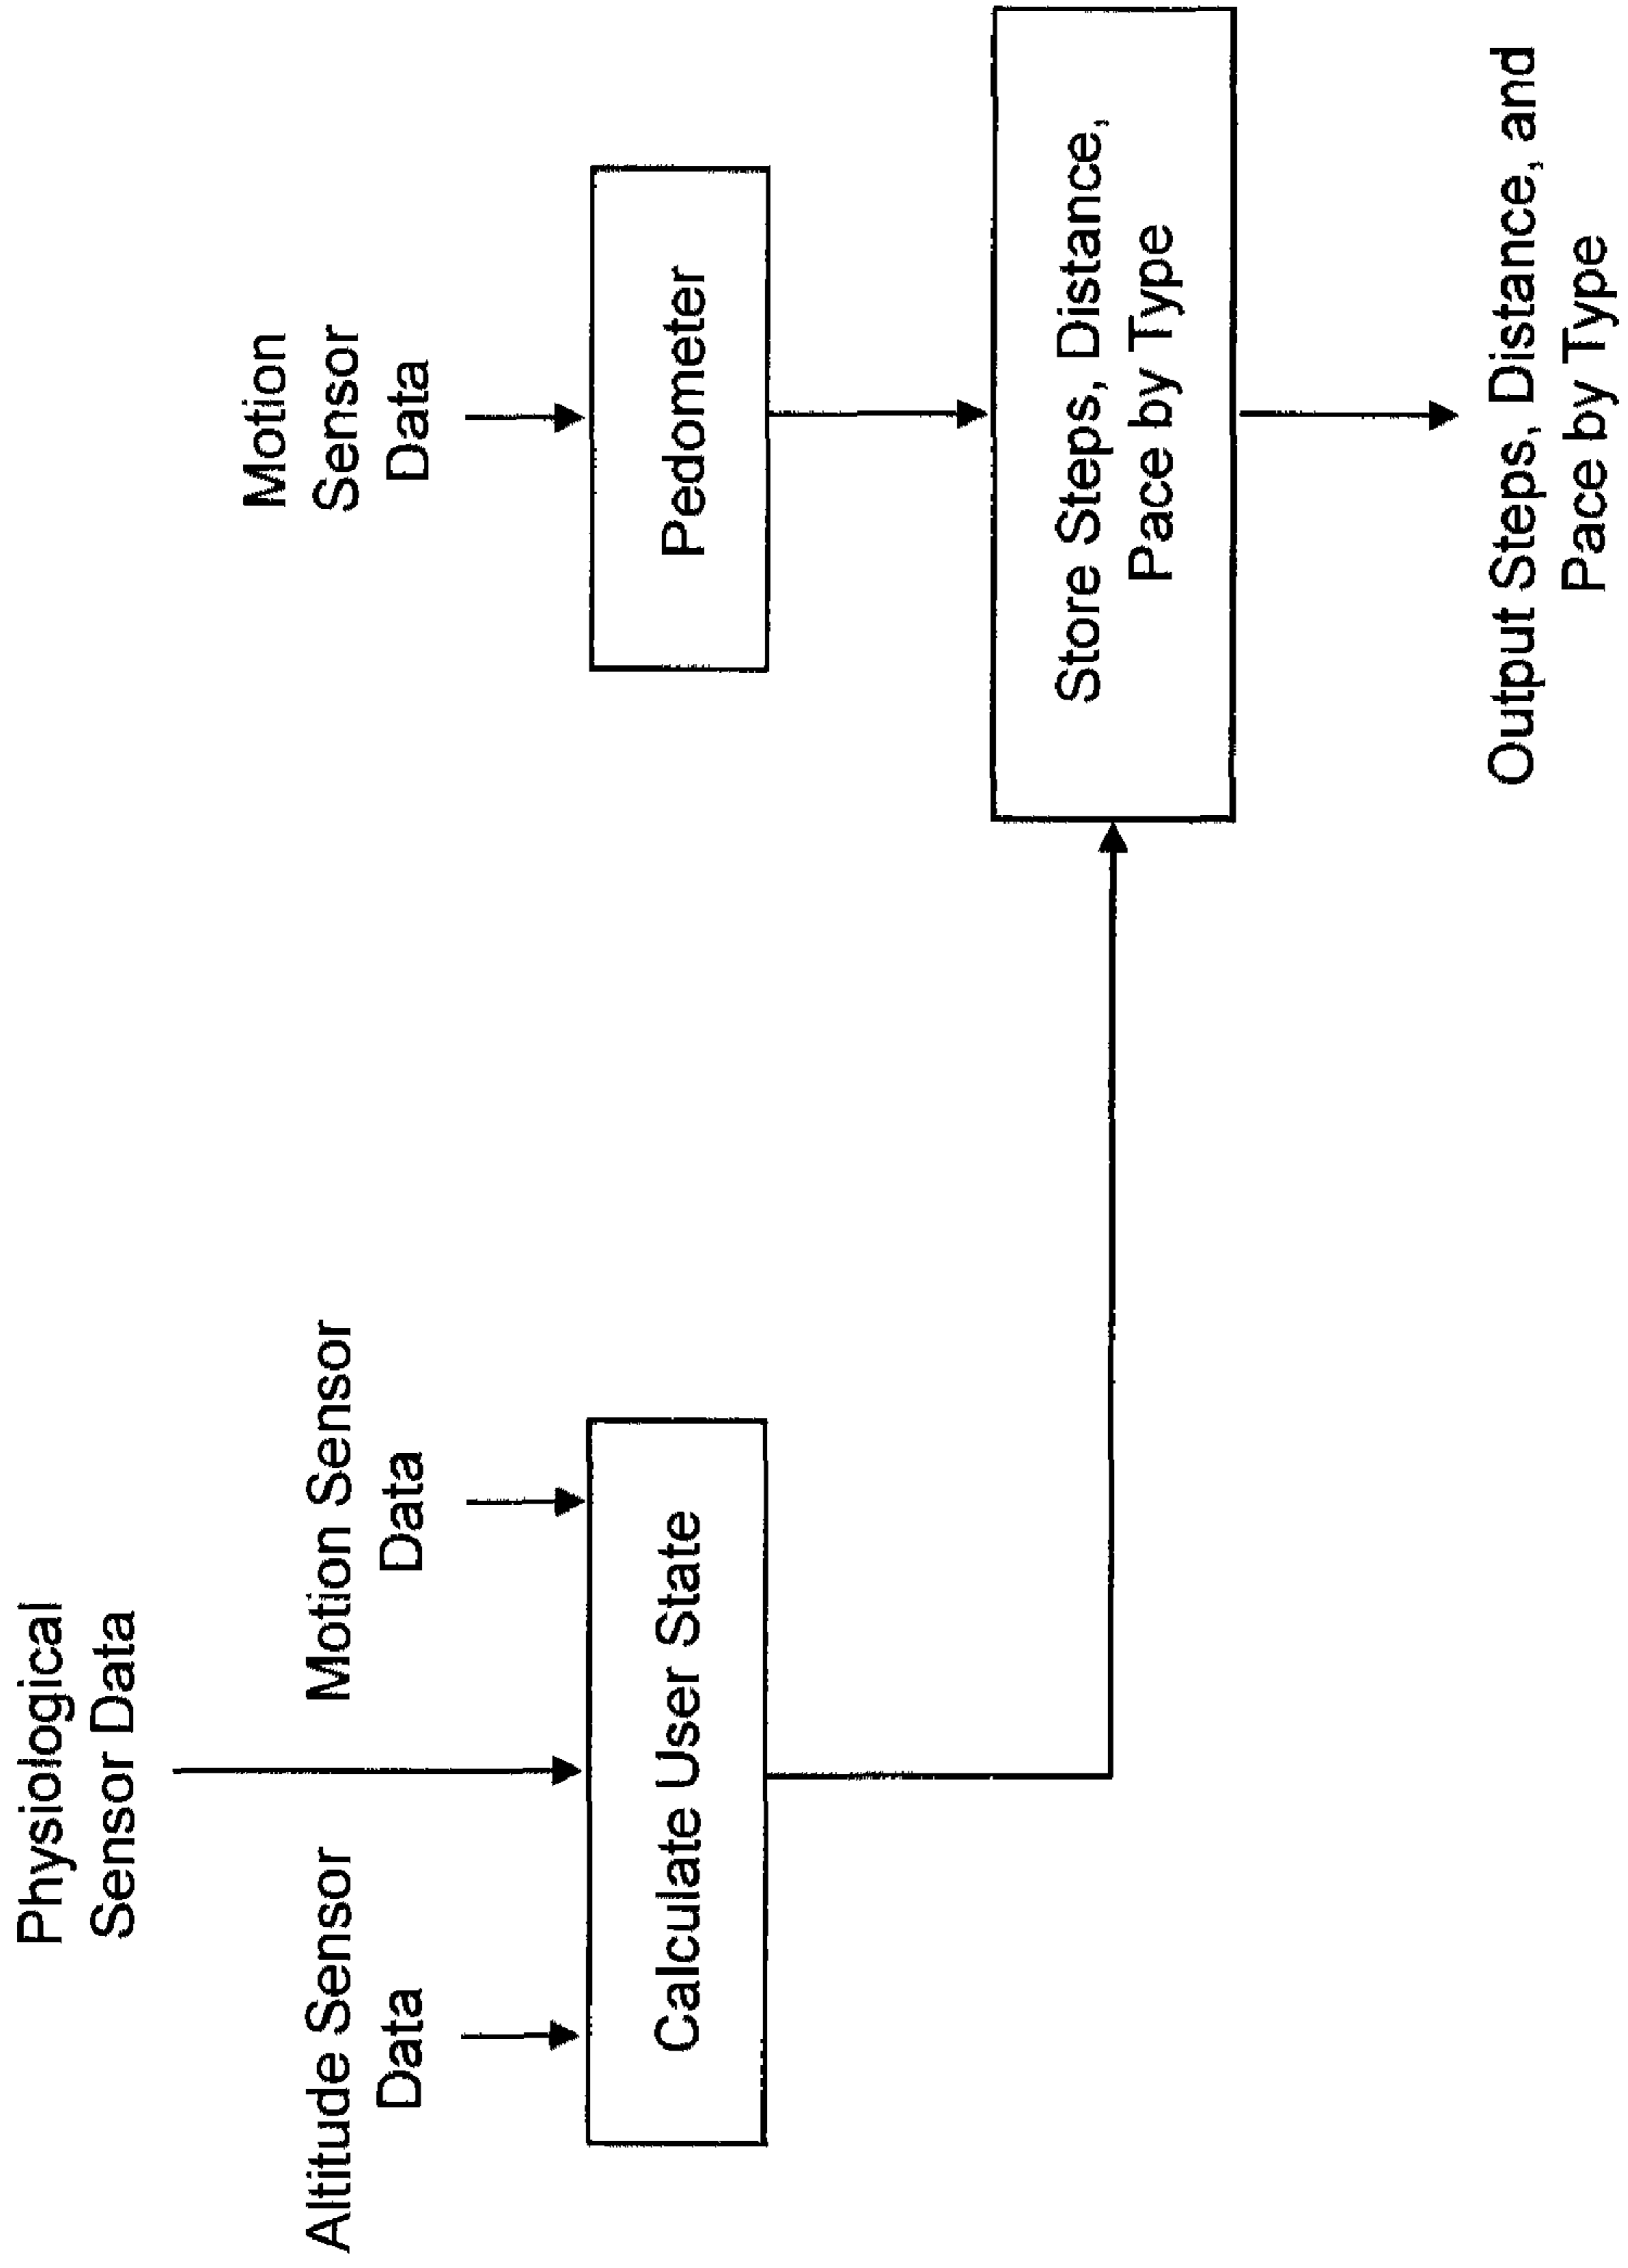 Physiological
Sensor Data
Altitude Sensor
Data
Motion Sensor
Data
Calculate User State
Motion
Sensor
Data
Pedometer
Store Steps, Distance,
Pace by Type
Output Steps, Distance, and
Pace by Type